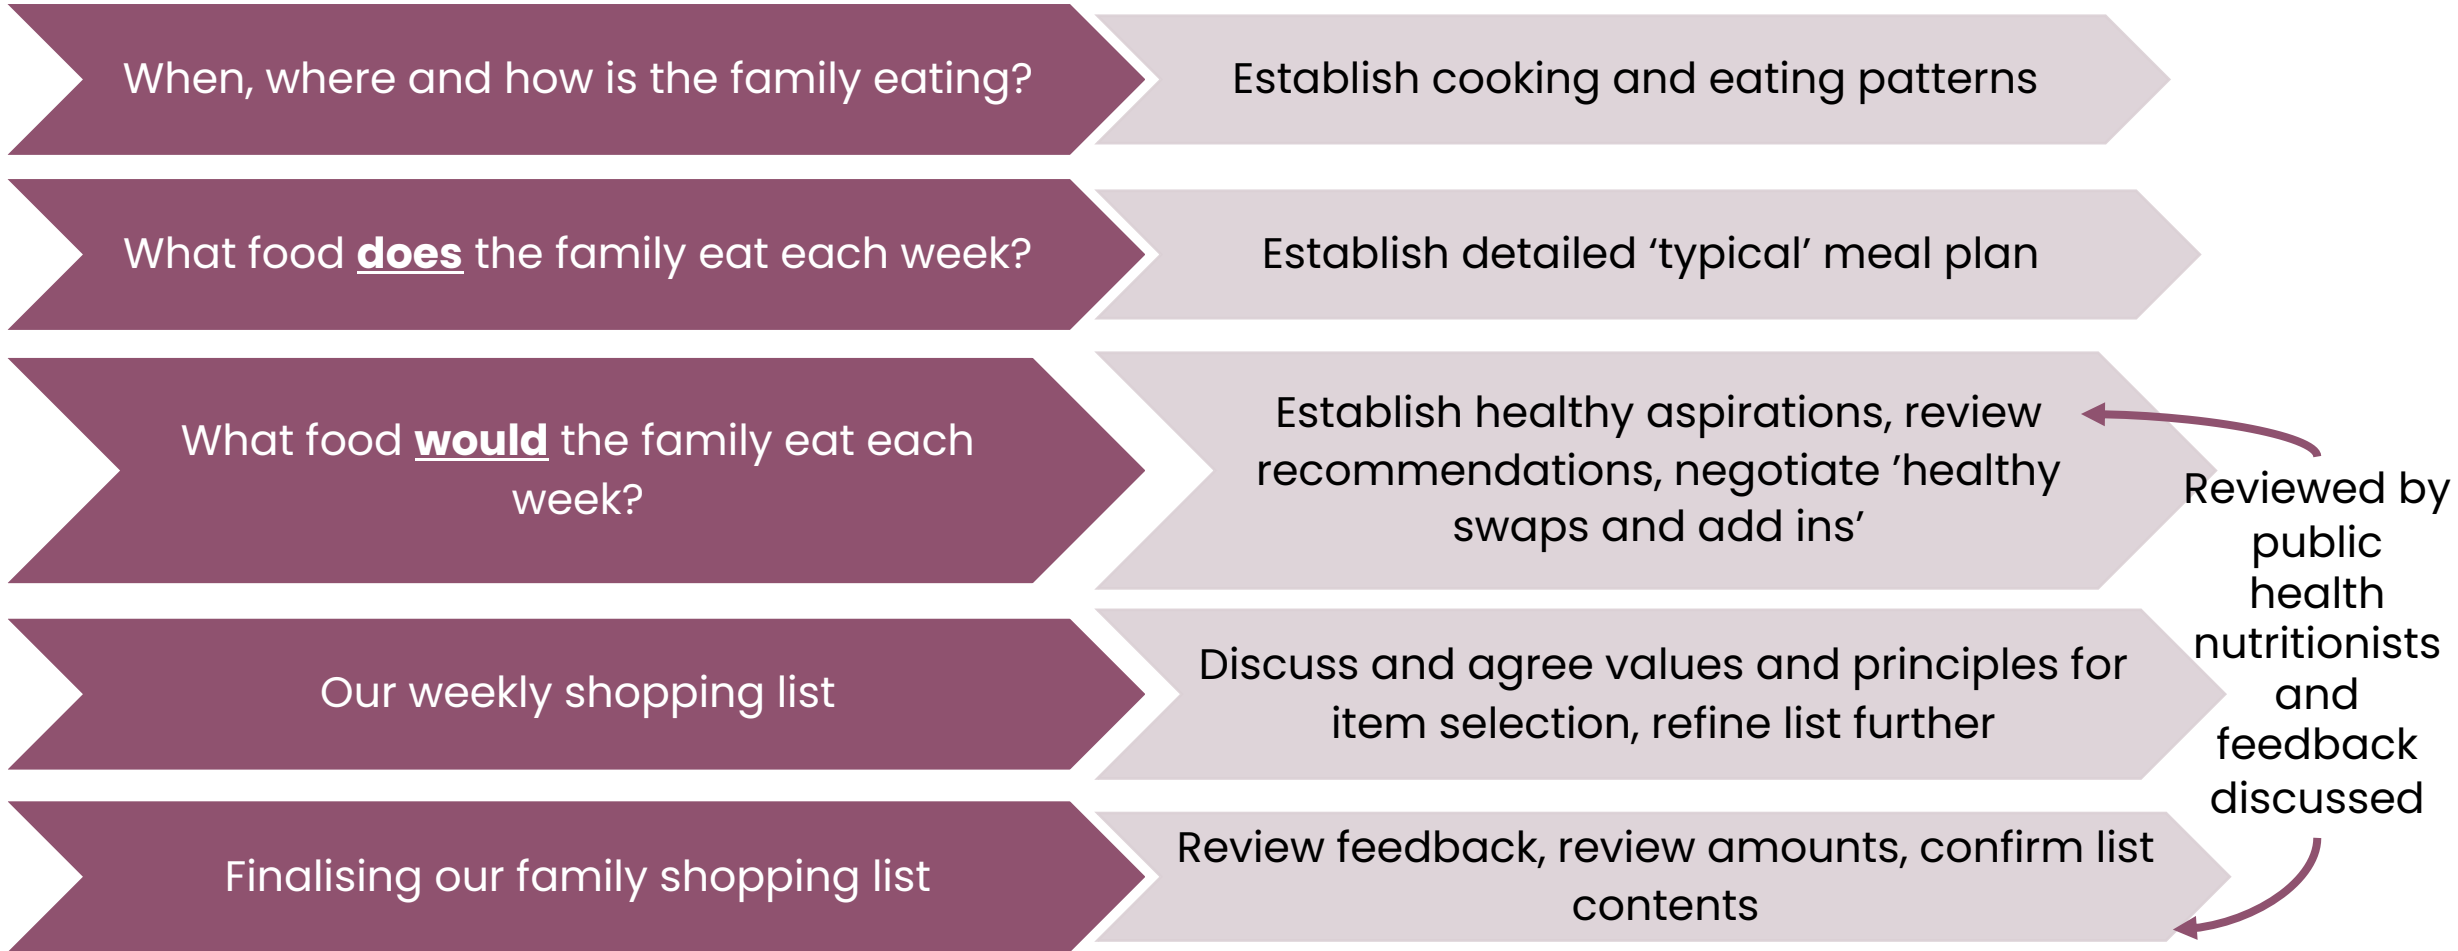 When, where and how is the family eating?
Establish cooking and eating patterns
What food does the family eat each week?
Establish detailed ‘typical’ meal plan
What food would the family eat each
week?
Establish healthy aspirations, review
recommendations, negotiate ’healthy
swaps and add ins’
Our weekly shopping list
Discuss and agree values and principles for
item selection, refine list further
Finalising our family shopping list
Review feedback, review amounts, confirm list
contents
Reviewed by
public
health
nutritionists
and
feedback
discussed